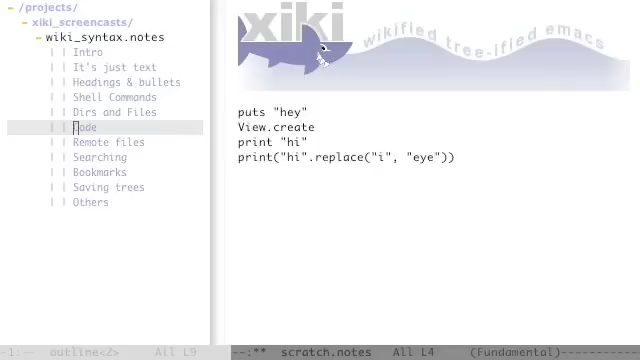 – /projects/
– xiki_screencasts/
– wiki_syntax.notes
| | Intro
| | It's just text
| | Headings & bullets
| | Shell Commands
| | Dirs and Files
| | Code
| | Remote files
| | Searching
| | Bookmarks
| | Saving trees
| | Others
-1:-- outline<2> All L9
xiki
wikified tree-ified emacs
puts "hey"
View.create
print "hi"
print("hi".replace("i", "eye"))
--:** scratch.notes All L4 (Fundamental)